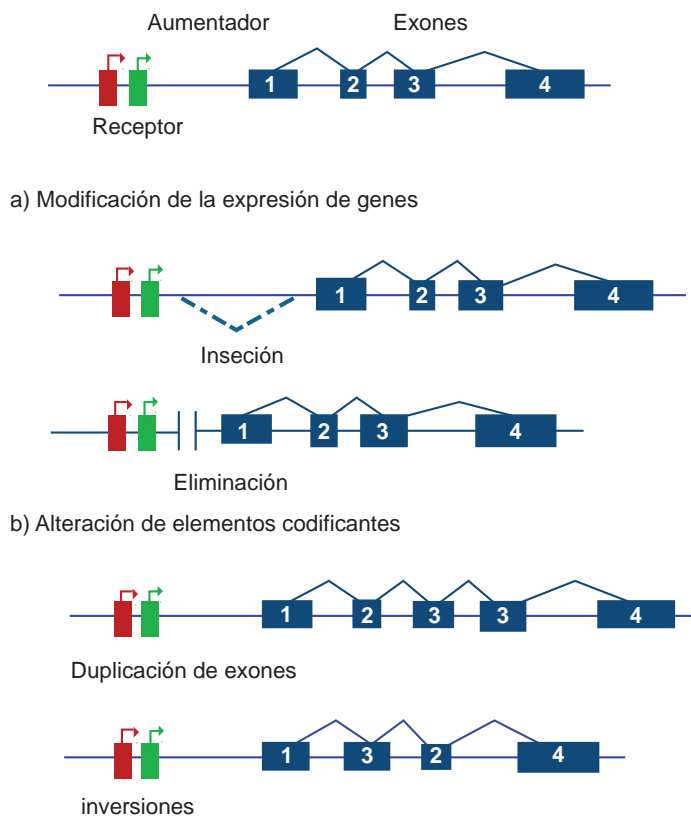 Aumentador Exones
1 2 3 4
Receptor
a) Modificación de la expresión de genes
1 2 3 4
Inseción
1 2 3 4
Eliminación
b) Alteración de elementos codificantes
1 2 3 3 4
Duplicación de exones
1 3 2 4
inversiones